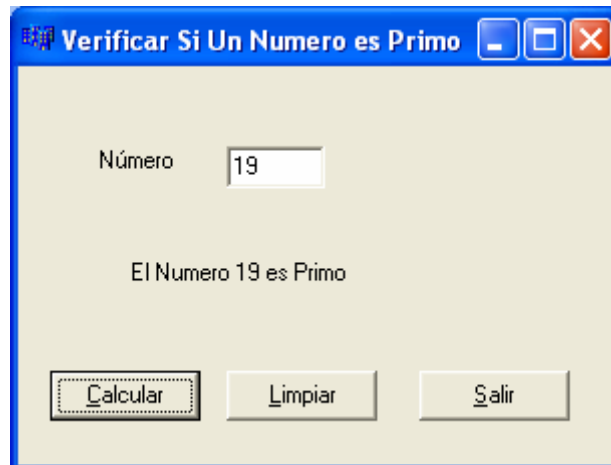 Verificar Si Un Numero es Primo
Número 19
El Numero 19 es Primo
Calcular Limpiar Salir